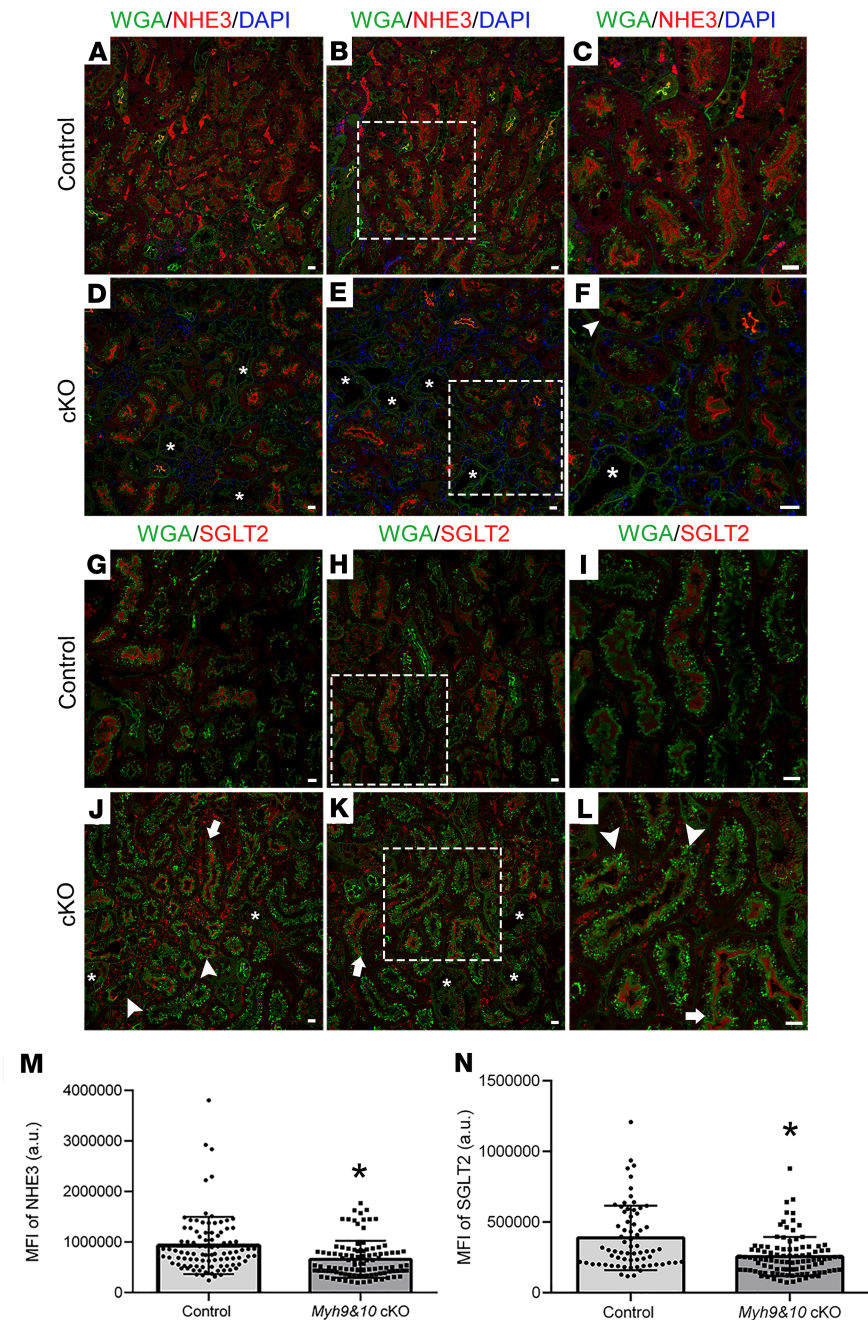 WGA/NHE3/DAPI WGA/NHE3/DAPI WGA/NHE3/DAPI
A B C
Control
D E F
cKO
* * * * * * * *
WGA/SGLT2 WGA/SGLT2 WGA/SGLT2
G H I
Control
J K L
cKO
* * * * *
M N
4000000
3000000
2000000
1000000
0
MFI of NHE3 (a.u.)
*
Control Myh9&10 cKO
1500000
1000000
500000
0
MFI of SGLT2 (a.u.)
*
Control Myh9&10 cKO